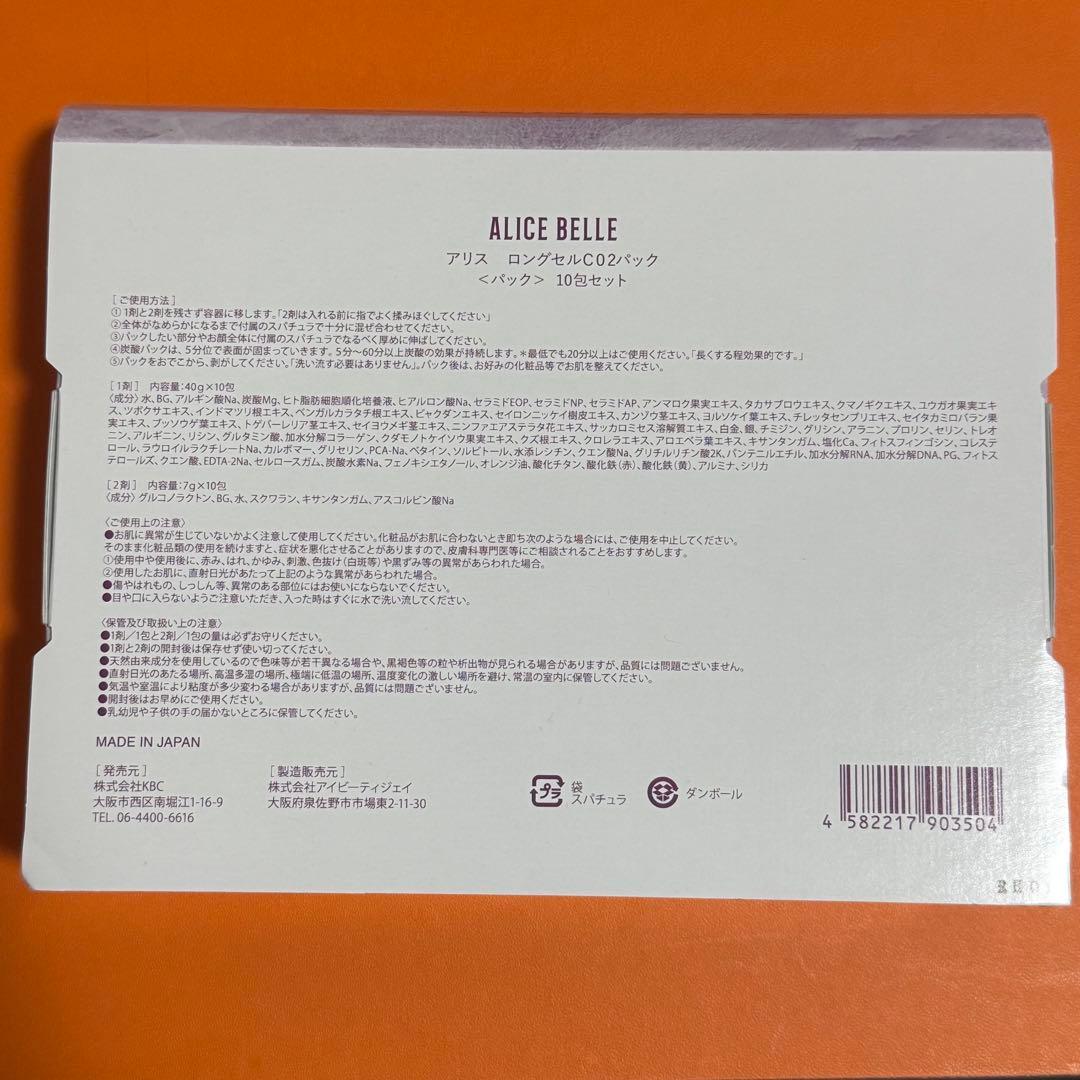 ALICE BELLE
アリス ロングセルCO2パック
＜パック＞ 10包セット
[ご使用方法]
①1剤と2剤を残さず容器に移します。「2剤は入れる前に指でよく揉みほぐしてください」
②全体がなめらかになるまで付属のスパチュラで十分に混ぜ合わせてください。
③パックしたい部分やお顔全体に付属のスパチュラでなるべく厚めに伸ばしてください。
④炭酸パックは、5分位で表面が固まっていきます。5分〜60分以上炭酸の効果が持続します。＊最低でも20分以上はご使用ください。「長くする程効果的です。」
⑤パックをおでこから、剥がしてください。「洗い流す必要はありません」。パック後は、お好みの化粧品等でお肌を整えてください。
[1剤] 内容量：40g×10包
〈成分〉水、BG、アルギン酸Na、炭酸Mg、ヒト脂肪細胞順化培養液、ヒアルロン酸Na、セラミドEOP、セラミドNP、セラミドAP、アンマロク果実エキス、タカサブロウエキス、クマノギクエキス、ユウガオ果実エキ
ス、ツボクサエキス、インドマツリ根エキス、ベンガルカラタチ根エキス、ビャクダンエキス、セイロンニッケイ樹皮エキス、カンゾウ茎エキス、ヨルソケイ葉エキス、チレッタセンブリエキス、セイタカミロバラン果
実エキス、ブッソウゲ葉エキス、トゲバーレリア茎エキス、セイヨウメギ茎エキス、ニンファエアステラタ花エキス、サッカロミセス溶解質エキス、白金、銀、チミジン、グリシン、アラニン、プロリン、セリン、トレオ
ニン、アルギニン、リシン、グルタミン酸、加水分解コラーゲン、クダモノトケイソウ果実エキス、クズ根エキス、クロレラエキス、アロエベラ葉エキス、キサンタンガム、塩化Ca、フィトスフィンゴシン、コレステ
ロール、ラウロイルラクチレートNa、カルボマー、グリセリン、PCA-Na、ベタイン、ソルビトール、水添レシチン、クエン酸Na、グリチルリチン酸2K、パンテニルエチル、加水分解RNA、加水分解DNA、PG、フィトス
テロールズ、クエン酸、EDTA-2Na、セルロースガム、炭酸水素Na、フェノキシエタノール、オレンジ油、酸化チタン、酸化鉄(赤)、酸化鉄(黄)、アルミナ、シリカ
[2剤] 内容量：7g×10包
〈成分〉グルコノラクトン、BG、水、スクワラン、キサンタンガム、アスコルビン酸Na
〈ご使用上の注意〉
●お肌に異常が生じていないかよく注意して使用してください。化粧品がお肌に合わないとき即ち次のような場合には、ご使用を中止してください。
そのまま化粧品類の使用を続けますと、症状を悪化させることがありますので、皮膚科専門医等にご相談されることをおすすめします。
①使用中や使用後に、赤み、はれ、かゆみ、刺激、色抜け(白斑等)や黒ずみ等の異常があらわれた場合。
②使用したお肌に、直射日光があたって上記のような異常があらわれた場合。
●傷やはれもの、しっしん等、異常のある部位にはお使いにならないでください。
●目や口に入らないようご注意いただき、入った時はすぐに水で洗い流してください。
〈保管及び取扱い上の注意〉
●1剤／1包と2剤／1包の量は必ずお守りください。
●1剤と2剤の開封後は保存せず使い切ってください。
●天然由来成分を使用しているので色味等が若干異なる場合や、黒褐色等の粒や析出物が見られる場合がありますが、品質には問題ございません。
●直射日光のあたる場所、高温多湿の場所、極端に低温の場所、温度変化の激しい場所を避け、常温の室内に保管してください。
●気温や室温により粘度が多少変わる場合がありますが、品質には問題ございません。
●開封後はお早めにご使用ください。
●乳幼児や子供の手の届かないところに保管してください。
MADE IN JAPAN
[発売元]
株式会社KBC
大阪市西区南堀江1-16-9
TEL. 06-4400-6616
[製造販売元]
株式会社アイビーティジェイ
大阪府泉佐野市市場東2-11-30
プラ
袋
スパチュラ
ダンボール
4 582217 903504